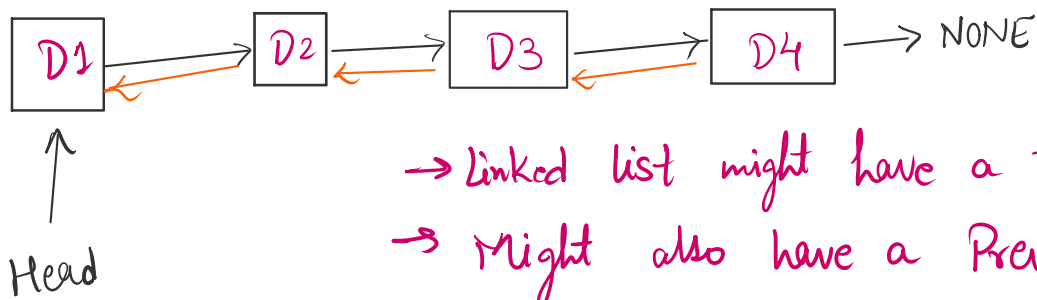 D1 D2 D3 D4 → NONE
→ Linked list might have a
→ Might also have a
Head